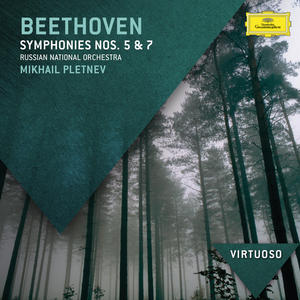 Deutsche
Grammophon
BEETHOVEN
SYMPHONIES NOS. 5 & 7
RUSSIAN NATIONAL ORCHESTRA
MIKHAIL PLETNEV
VIRTUOSO